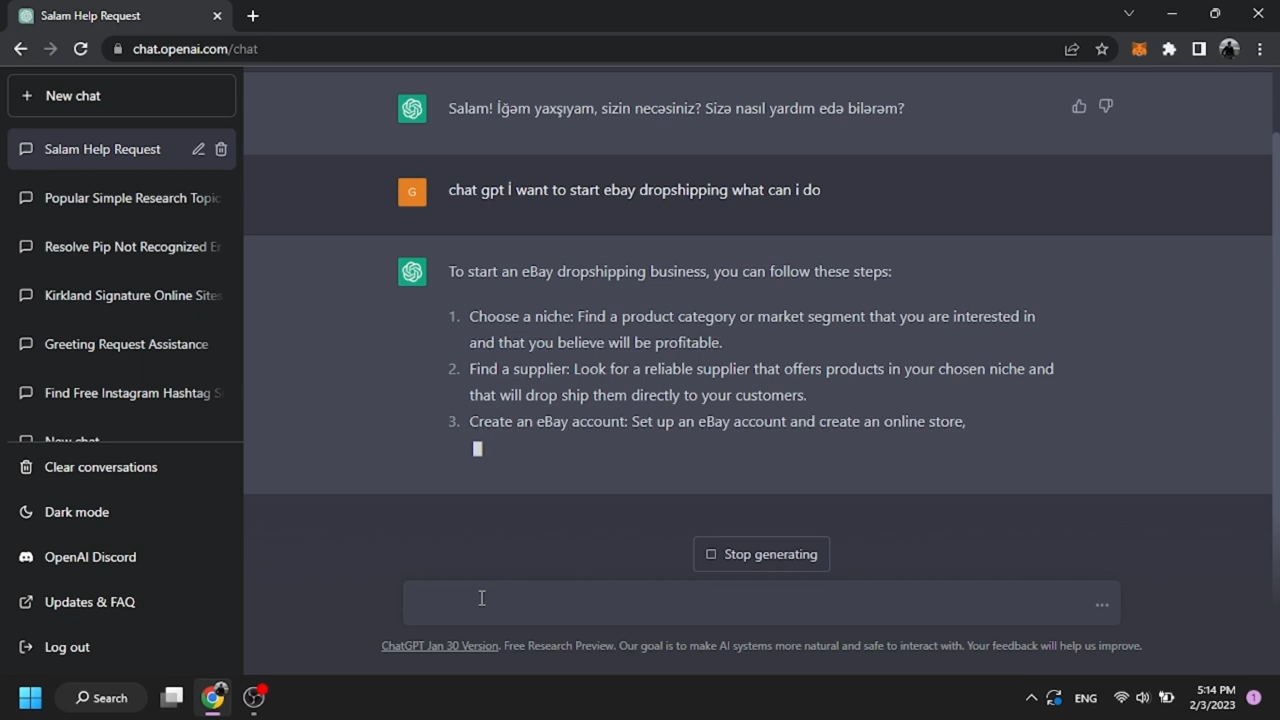 Salam Help Request
chat.openai.com/chat
New chat
Salam Help Request
Popular Simple Research Topic
Resolve Pip Not Recognized Er
Kirkland Signature Online Sites
Greeting Request Assistance
Find Free Instagram Hashtag S
New chat
Clear conversations
Dark mode
OpenAI Discord
Updates & FAQ
Log out
Salam! İğəm yaxşıyam, sizin necəsiniz? Sizə nasıl yardım edə bilərəm?
G
chat gpt İ want to start ebay dropshipping what can i do
To start an eBay dropshipping business, you can follow these steps:
1. Choose a niche: Find a product category or market segment that you are interested in
and that you believe will be profitable.
2. Find a supplier: Look for a reliable supplier that offers products in your chosen niche and
that will drop ship them directly to your customers.
3. Create an eBay account: Set up an eBay account and create an online store,
Stop generating
ChatGPT Jan 30 Version. Free Research Preview. Our goal is to make AI systems more natural and safe to interact with. Your feedback will help us improve.
Search
ENG
5:14 PM
2/3/2023
1